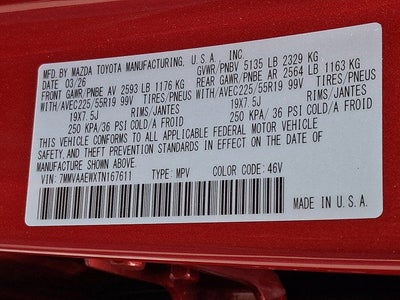 MFD. BY MAZDA TOYOTA MANUFACTURING, U.S.A., INC.
DATE 03/26 GVWR/PNBV 5135 LB 2329 KG
FRONT GAWR/PNBE AV 2593 LB 1176 KG REAR GAWR/PNBE AR 2564 LB 1163 KG
WITH/AVEC225/55R19 99V TIRES/PNEUS WITH/AVEC225/55R19 99V TIRES/PNEUS
19X7.5J RIMS/JANTES 19X7.5J RIMS/JANTES
250 KPA/ 36 PSI COLD/A FROID 250 KPA/ 36 PSI COLD/A FROID
THIS VEHICLE CONFORMS TO ALL APPLICABLE FEDERAL MOTOR VEHICLE
SAFETY, AND THEFT PREVENTION STANDARDS IN EFFECT ON THE DATE OF
MANUFACTURE SHOWN ABOVE.
VIN: 7MMVAAEWXTN167611 TYPE: MPV COLOR CODE: 46V
MADE IN U.S.A.